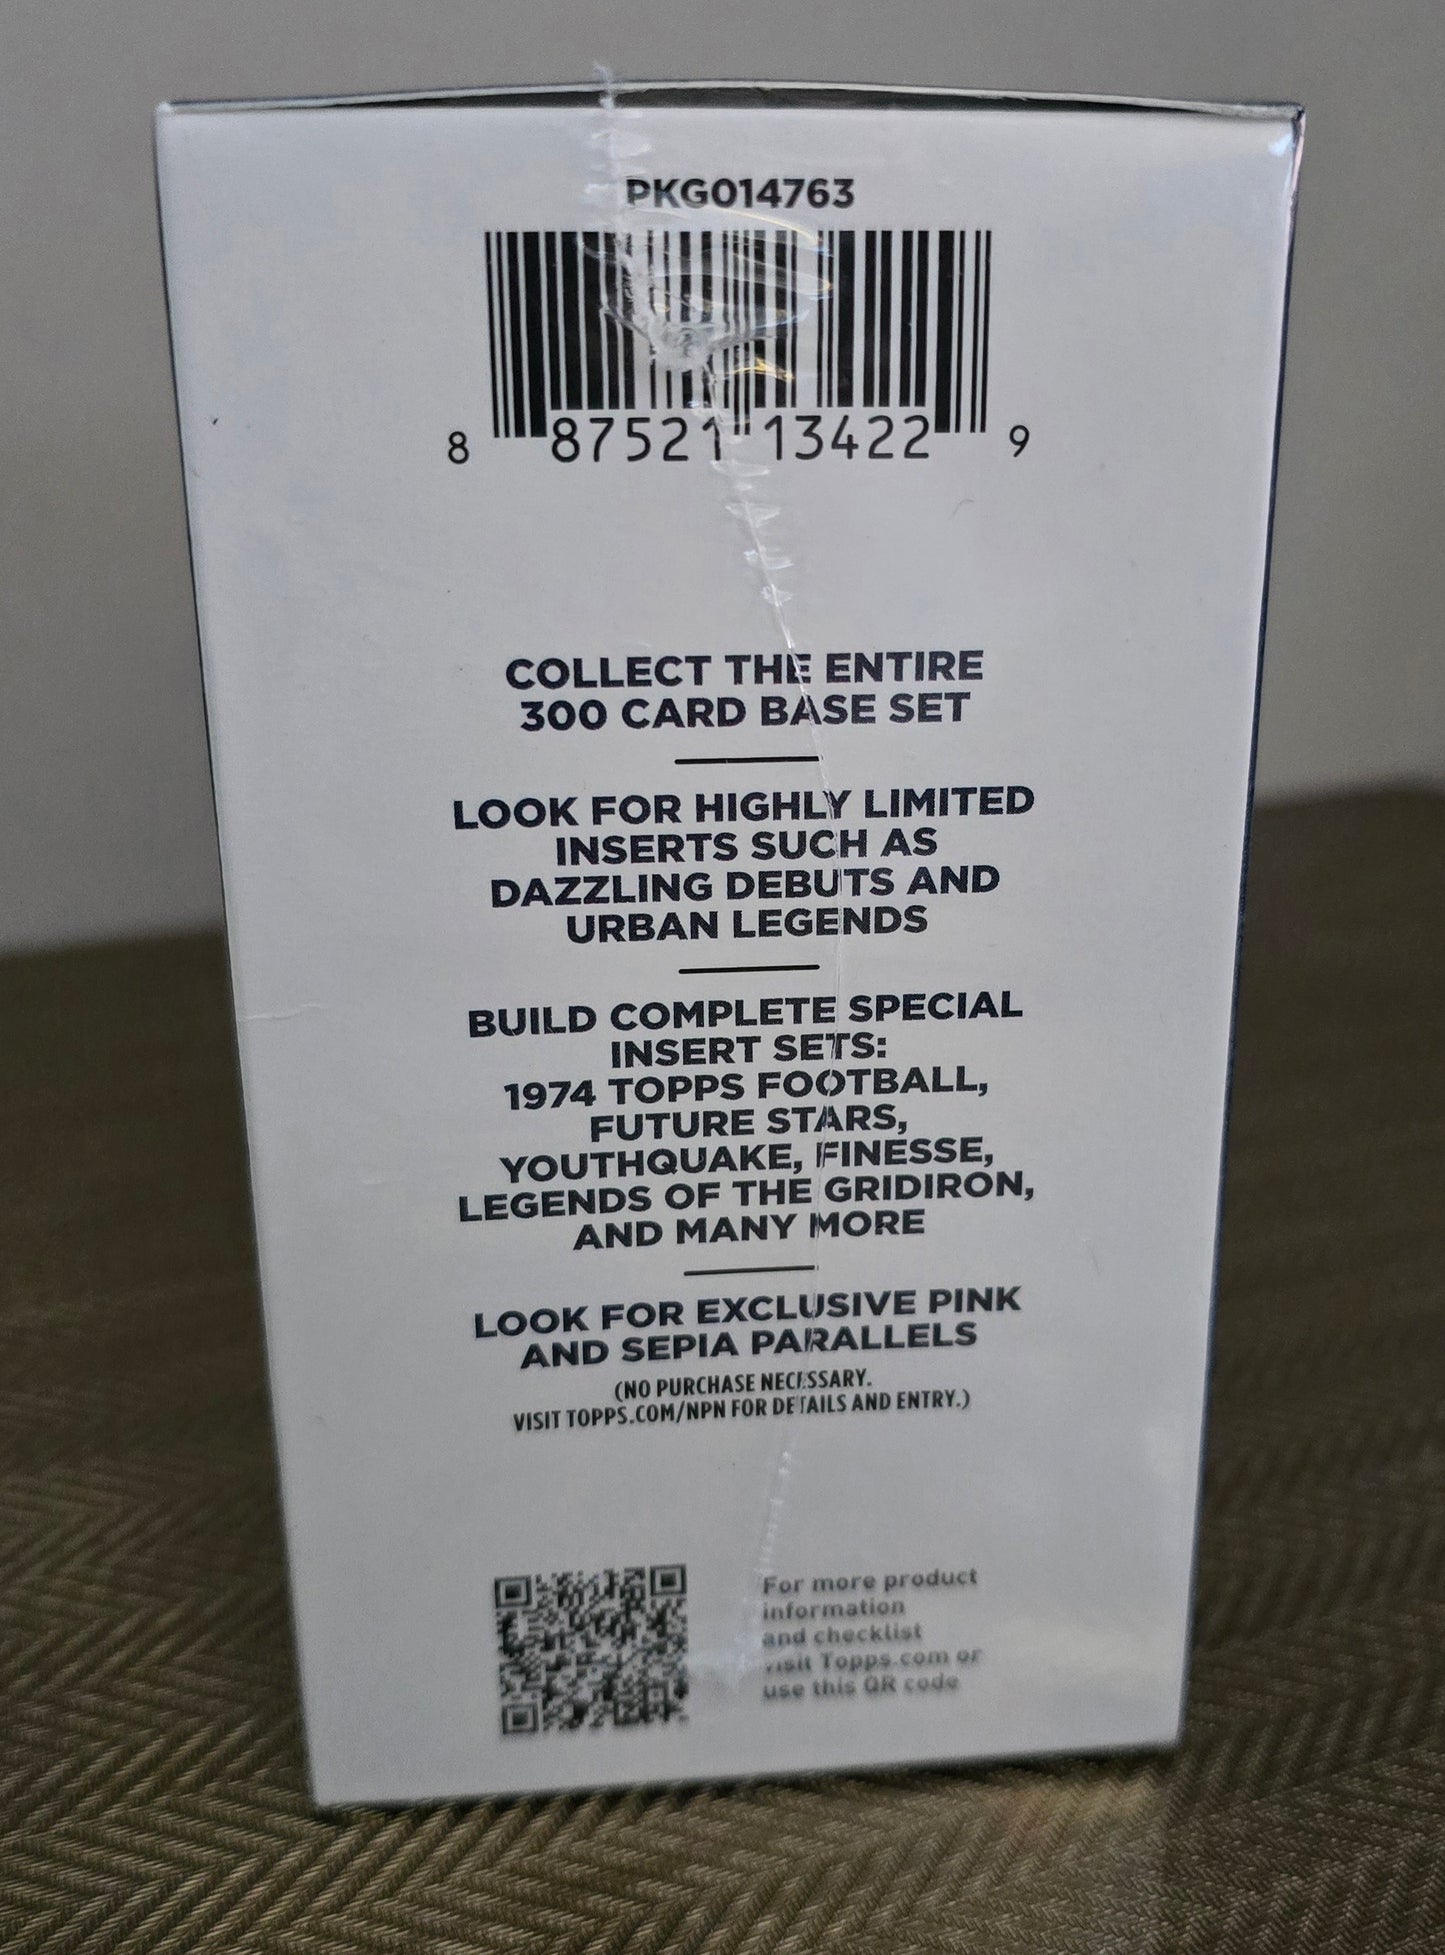 PKG014763
8 87521 13422 9
COLLECT THE ENTIRE
300 CARD BASE SET
LOOK FOR HIGHLY LIMITED
INSERTS SUCH AS
DAZZLING DEBUTS AND
URBAN LEGENDS
BUILD COMPLETE SPECIAL
INSERT SETS:
1974 TOPPS FOOTBALL,
FUTURE STARS,
YOUTHQUAKE, FINESSE,
LEGENDS OF THE GRIDIRON,
AND MANY MORE
LOOK FOR EXCLUSIVE PINK
AND SEPIA PARALLELS
(NO PURCHASE NECESSARY.
VISIT TOPPS.COM/NPN FOR DETAILS AND ENTRY.)
For more product
information
and checklist
visit Topps.com or
use this QR code